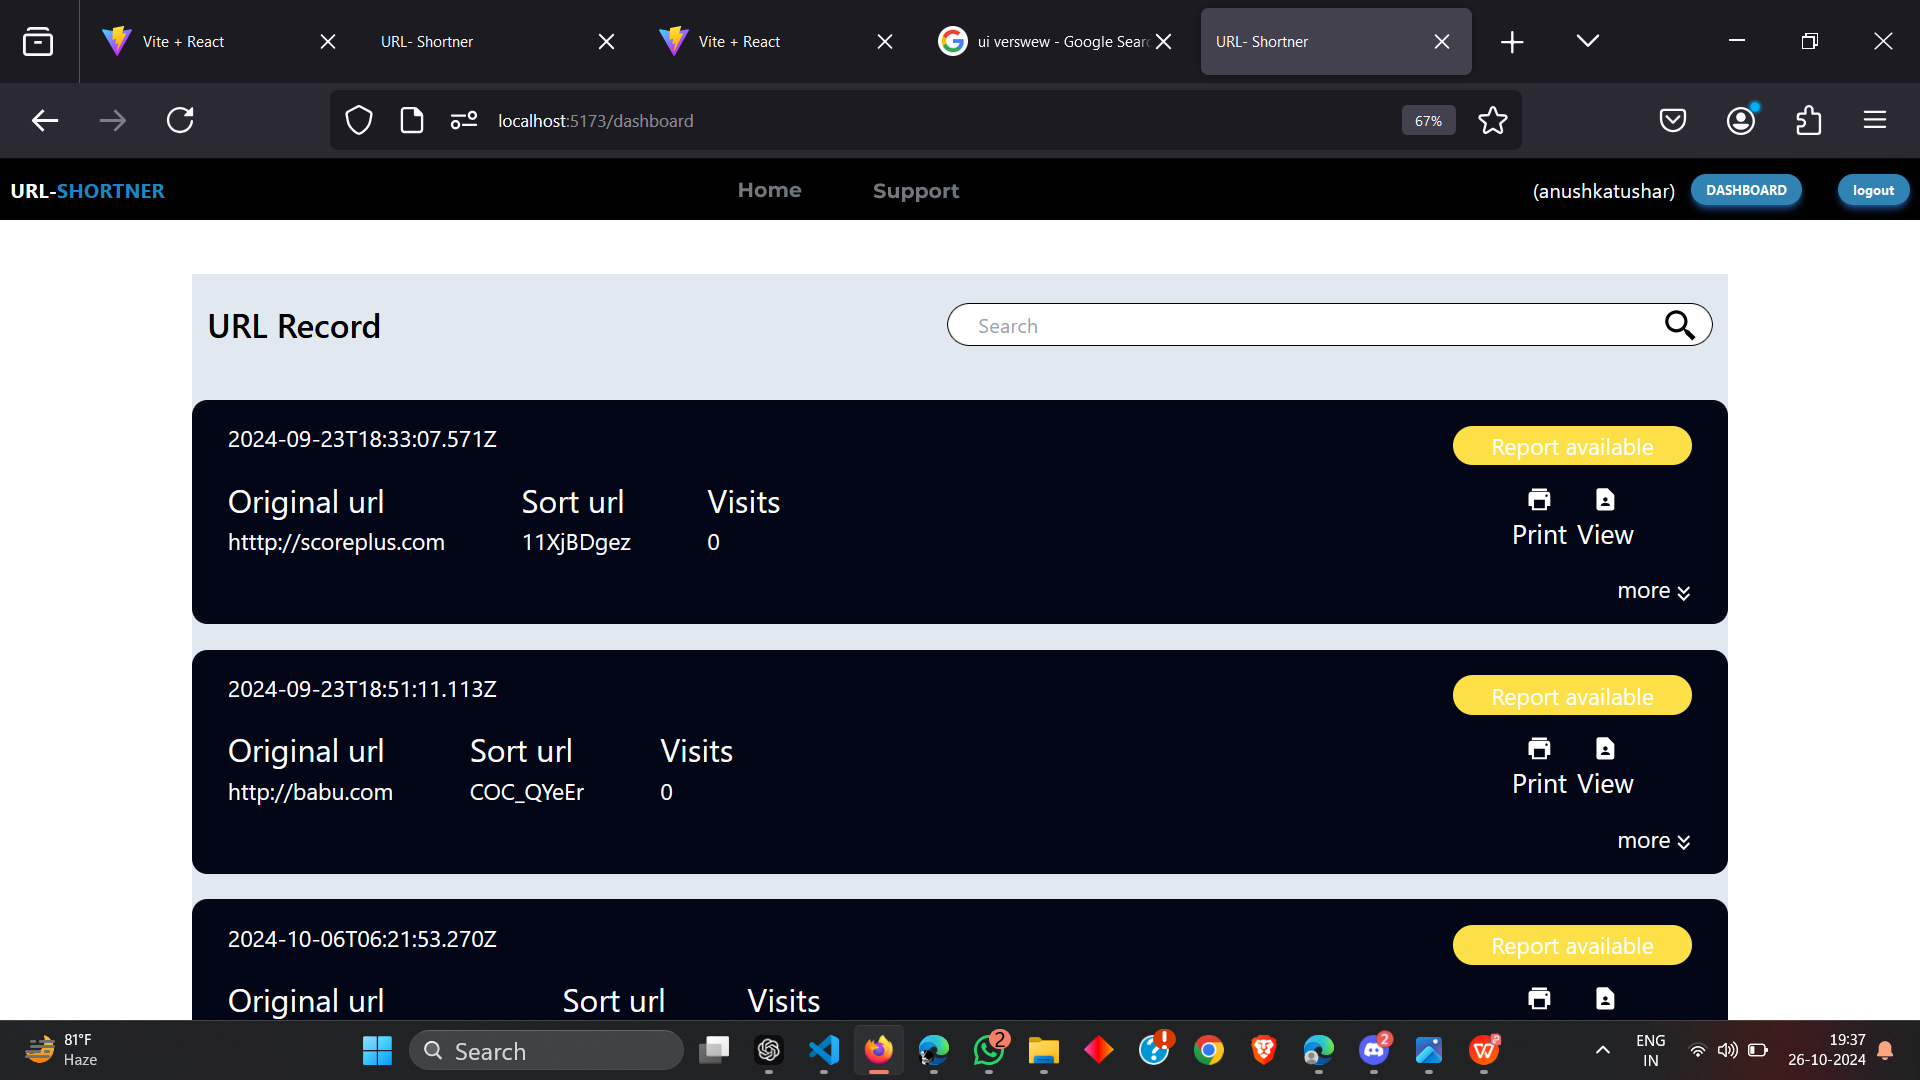 Vite + React
URL- Shortner
Vite + React
ui verswew - Google Sear
URL- Shortner
localhost:5173/dashboard
67%
URL-SHORTNER
Home
Support
(anushkatushar)
DASHBOARD
logout
URL Record
Search
2024-09-23T18:33:07.571Z
Report available
Original url
Sort url
Visits
htttp://scoreplus.com
11XjBDgez
0
Print View
more
2024-09-23T18:51:11.113Z
Report available
Original url
Sort url
Visits
http://babu.com
COC_QYeEr
0
Print View
more
2024-10-06T06:21:53.270Z
Report available
Original url
Sort url
Visits
81°F
Haze
Search
2
2
ENG
IN
19:37
26-10-2024